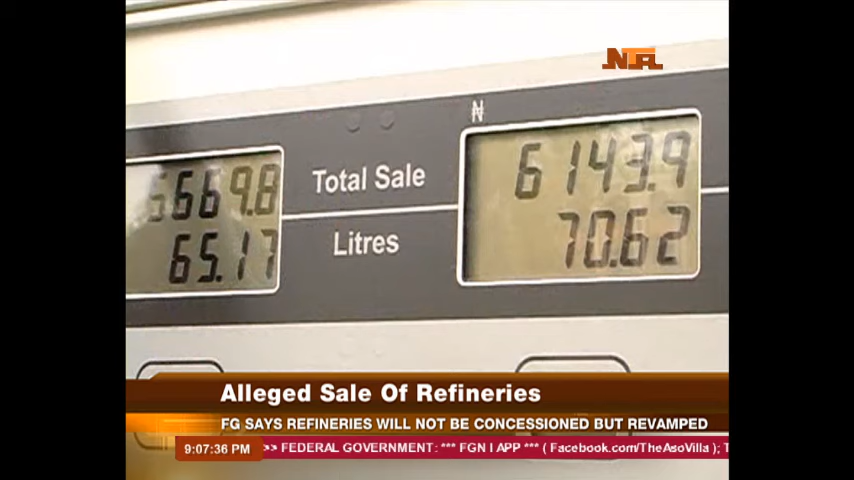 NTA
₦
5669.8
Total Sale
6143.9
65.17
Litres
70.62
Alleged Sale Of Refineries
FG SAYS REFINERIES WILL NOT BE CONCESSIONED BUT REVAMPED
9:07:36 PM
>> FEDERAL GOVERNMENT: *** FGN I APP *** ( Facebook.com/TheAsoVilla ); T